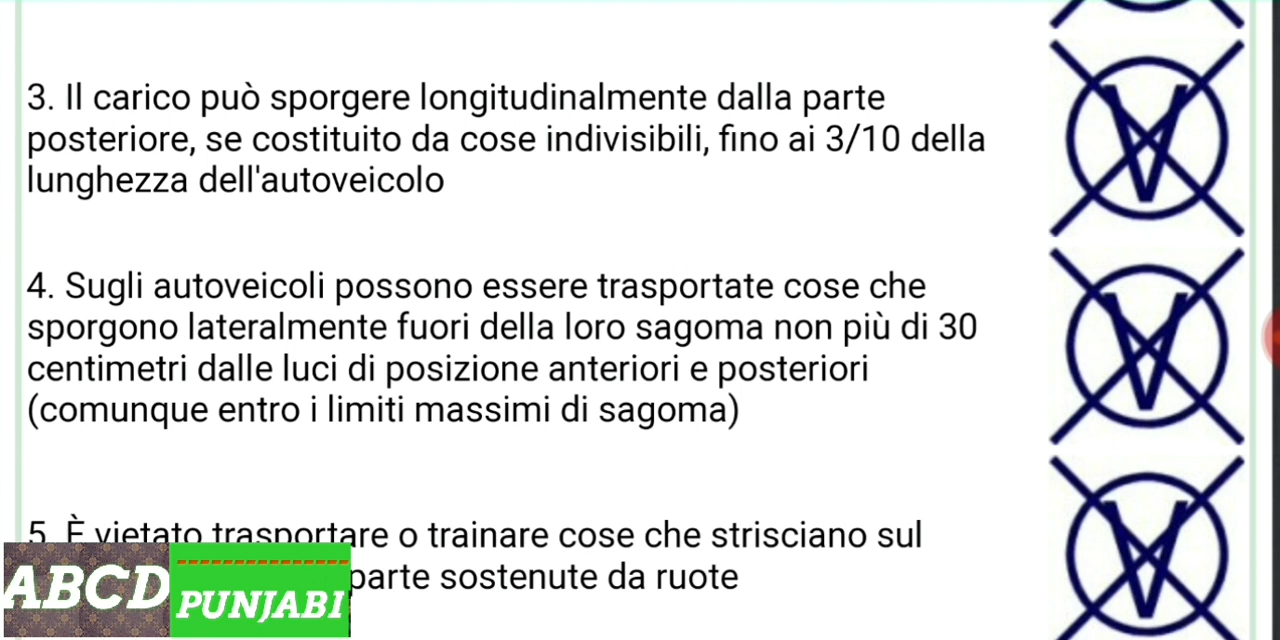 3. Il carico può sporgere longitudinalmente dalla parte
posteriore, se costituito da cose indivisibili, fino ai 3/10 della
lunghezza dell'autoveicolo
V
4. Sugli autoveicoli possono essere trasportate cose che
sporgono lateralmente fuori della loro sagoma non più di 30
centimetri dalle luci di posizione anteriori e posteriori
(comunque entro i limiti massimi di sagoma)
V
5. È vietato trasportare o trainare cose che strisciano sul
parte sostenute da ruote
V
ABCD PUNJABI